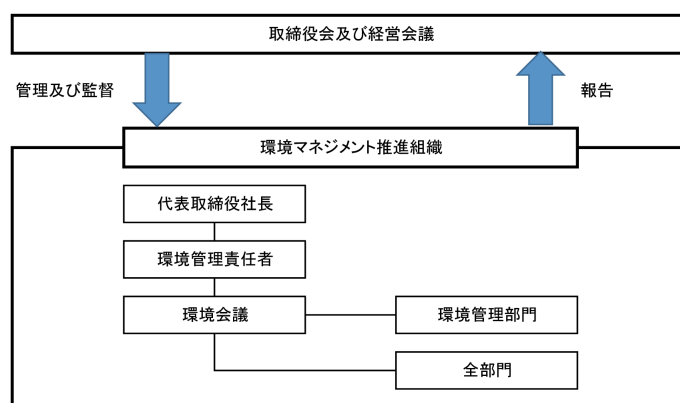 取締役会及び経営会議
管理及び監督
報告
環境マネジメント推進組織
代表取締役社長
環境管理責任者
環境会議
環境管理部門
全部門